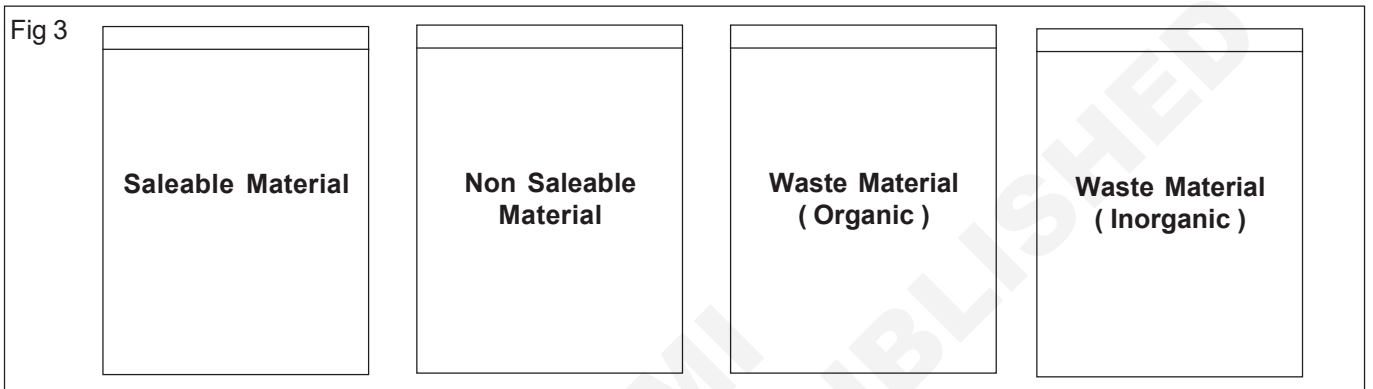 Fig 3
Saleable Material
Non Saleable
Material
Waste Material
( Organic )
Waste Material
( Inorganic )